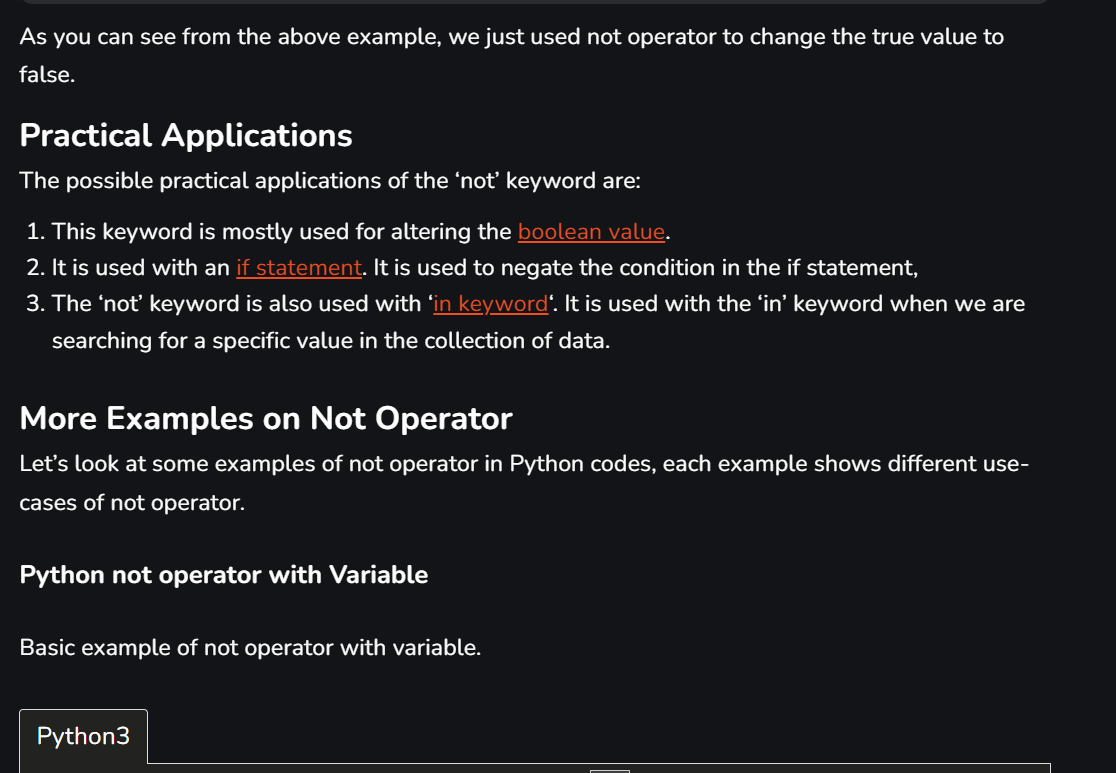 As you can see from the above example, we just used not operator to change the true value to
false.
Practical Applications
The possible practical applications of the ‘not’ keyword are:
1. This keyword is mostly used for altering the boolean value.
2. It is used with an if statement. It is used to negate the condition in the if statement,
3. The ‘not’ keyword is also used with ‘in keyword‘. It is used with the ‘in’ keyword when we are
searching for a specific value in the collection of data.
More Examples on Not Operator
Let’s look at some examples of not operator in Python codes, each example shows different use-
cases of not operator.
Python not operator with Variable
Basic example of not operator with variable.
Python3